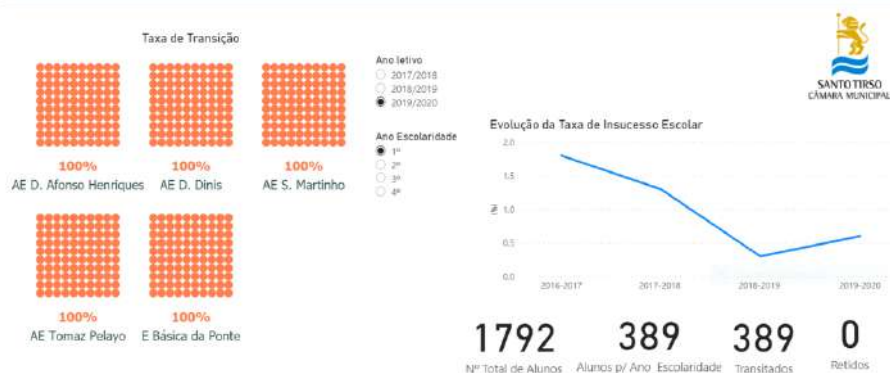 Taxa de Transição
100%
AE D. Afonso Henriques
100%
AE D. Dinis
100%
AE S. Martinho
100%
AE Tomaz Pelayo
100%
E Básica da Ponte
Ano letivo
2017/2018
2018/2019
2019/2020
Ano Escolaridade
1º
2º
3º
4º
SANTO TIRSO
CÂMARA MUNICIPAL
Evolução da Taxa de Insucesso Escolar
(%)
2.0
1.5
1.0
0.5
0.0
2016-2017
2017-2018
2018-2019
2019-2020
1792
Nº Total de Alunos
389
Alunos p/ Ano Escolaridade
389
Transitados
0
Retidos